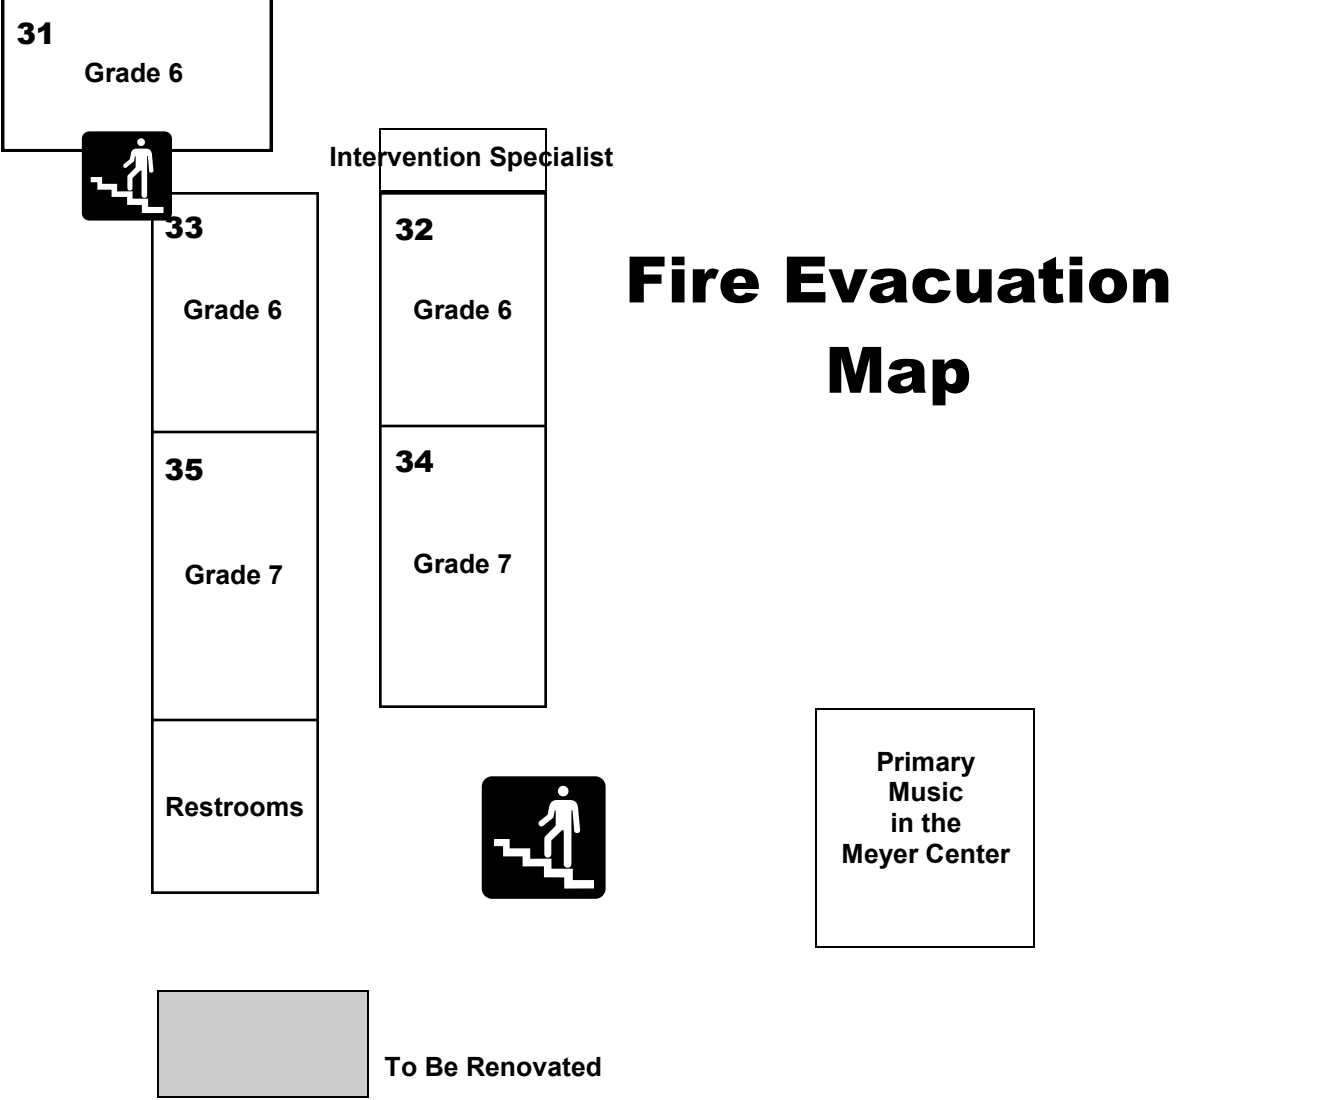 31
Grade 6
Intervention Specialist
33
32
Fire Evacuation
Map
Grade 6
Grade 6
35
34
Grade 7
Grade 7
Primary
Music
in the
Meyer Center
Restrooms
To Be Renovated